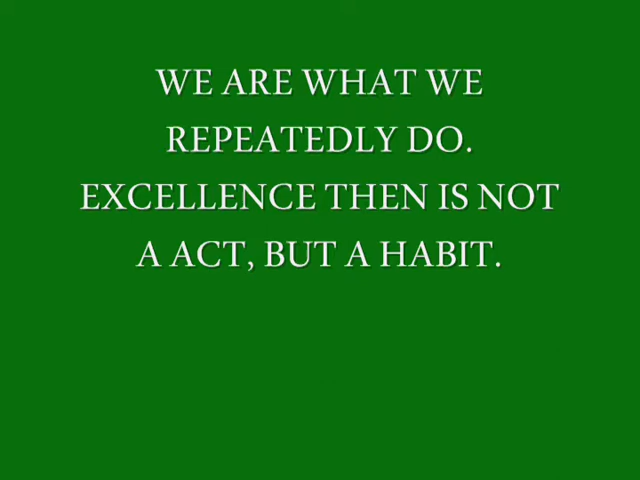 WE ARE WHAT WE
REPEATEDLY DO.
EXCELLENCE THEN IS NOT
A ACT, BUT A HABIT.